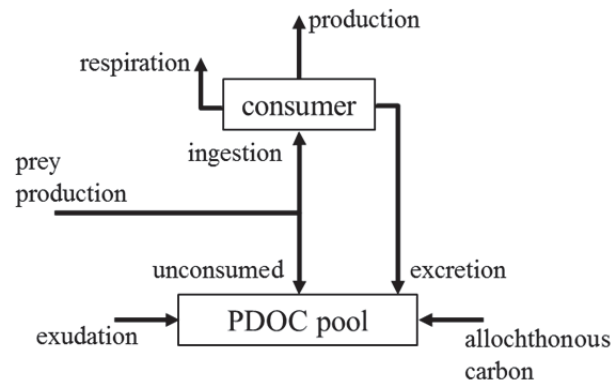 production
respiration
consumer
ingestion
prey
production
unconsumed
excretion
PDOC pool
exudation
allochthonous
carbon